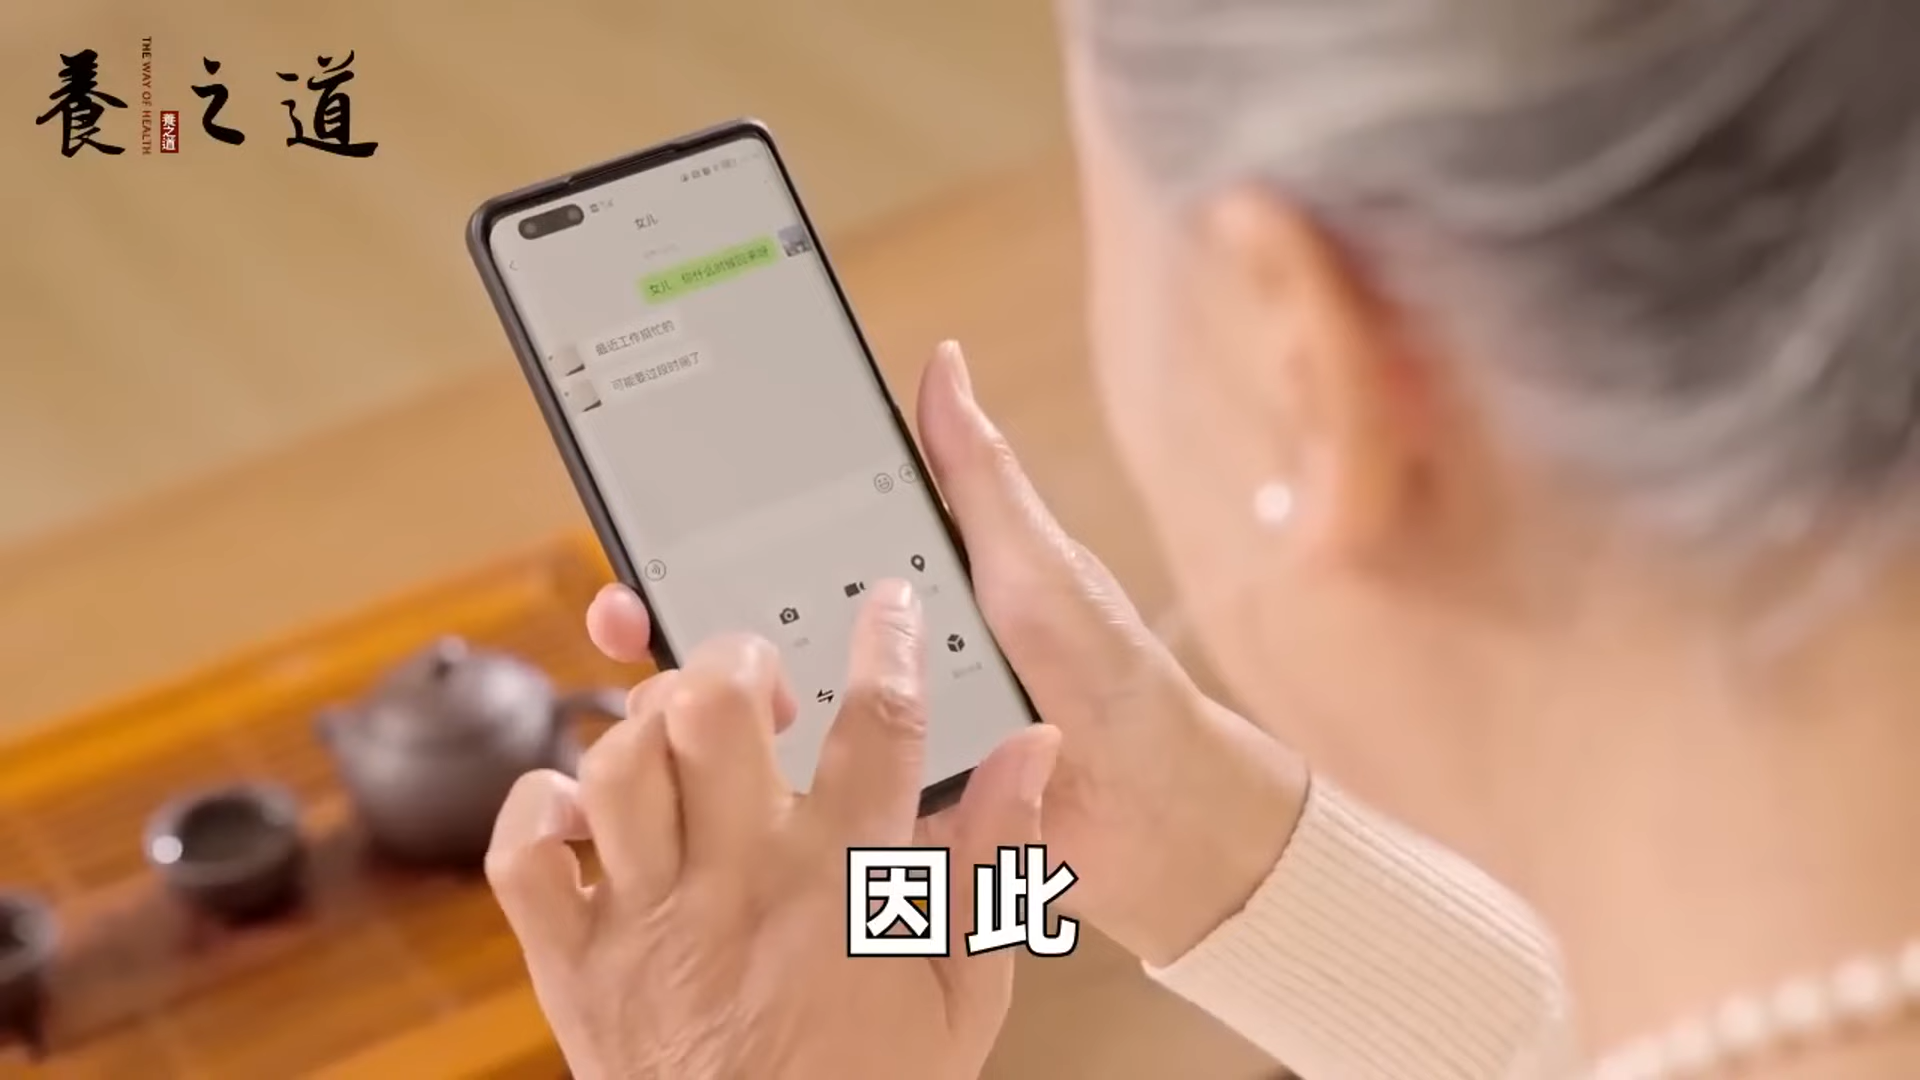 養之道
THE WAY OF HEALTH
養之道
女儿
女儿 你什么时候回来呀
最近工作挺忙的
可能要过段时间了
因此